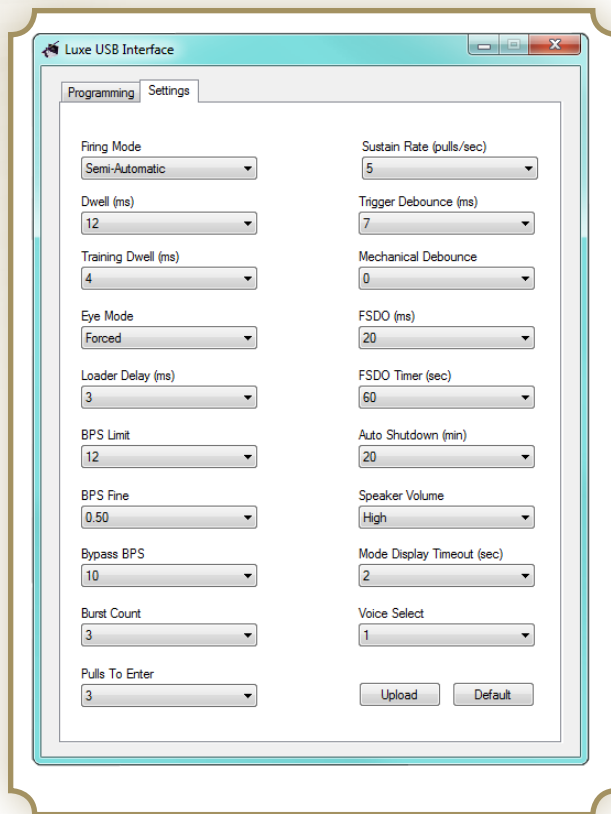 Luxe USB Interface
Programming
Settings
Firing Mode
Semi-Automatic
Dwell (ms)
12
Training Dwell (ms)
4
Eye Mode
Forced
Loader Delay (ms)
3
BPS Limit
12
BPS Fine
0.50
Bypass BPS
10
Burst Count
3
Pulls To Enter
3
Sustain Rate (pulls/sec)
5
Trigger Debounce (ms)
7
Mechanical Debounce
0
FSDO (ms)
20
FSDO Timer (sec)
60
Auto Shutdown (min)
20
Speaker Volume
High
Mode Display Timeout (sec)
2
Voice Select
1
Upload
Default